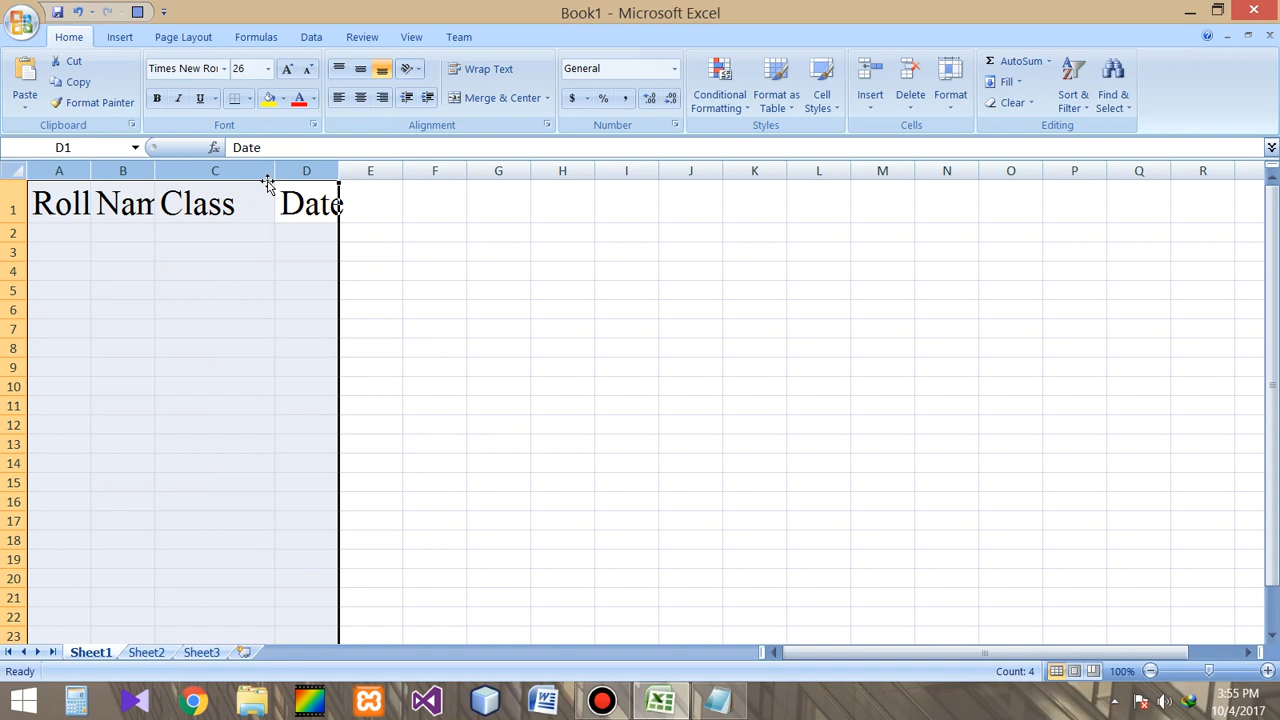 Book1 - Microsoft Excel
Home Insert Page Layout Formulas Data Review View Team
Paste
Cut
Copy
Format Painter
Clipboard
Times New Ro 26 A A
B I U A
Font
Wrap Text
Merge & Center
Alignment
General
$ % ,
Number
Conditional Formatting
Format as Table
Cell Styles
Styles
Insert Delete Format
Cells
Σ AutoSum
Fill
Clear
Sort & Filter
Find & Select
Editing
D1 fx Date
A B C D E F G H I J K L M N O P Q R
1 Roll Nam Class Date
2
3
4
5
6
7
8
9
10
11
12
13
14
15
16
17
18
19
20
21
22
23
Sheet1 Sheet2 Sheet3
Ready Count: 4 100%
3:55 PM
10/4/2017